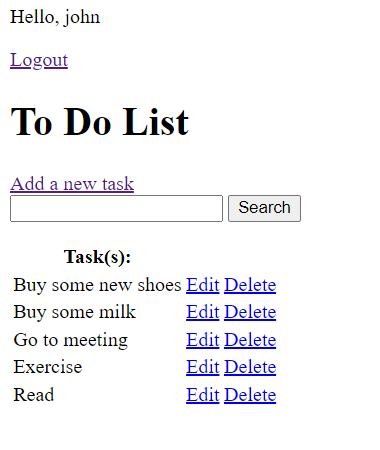 Hello, john
Logout
To Do List
Add a new task
Search
Task(s):
Buy some new shoes Edit Delete
Buy some milk Edit Delete
Go to meeting Edit Delete
Exercise Edit Delete
Read Edit Delete